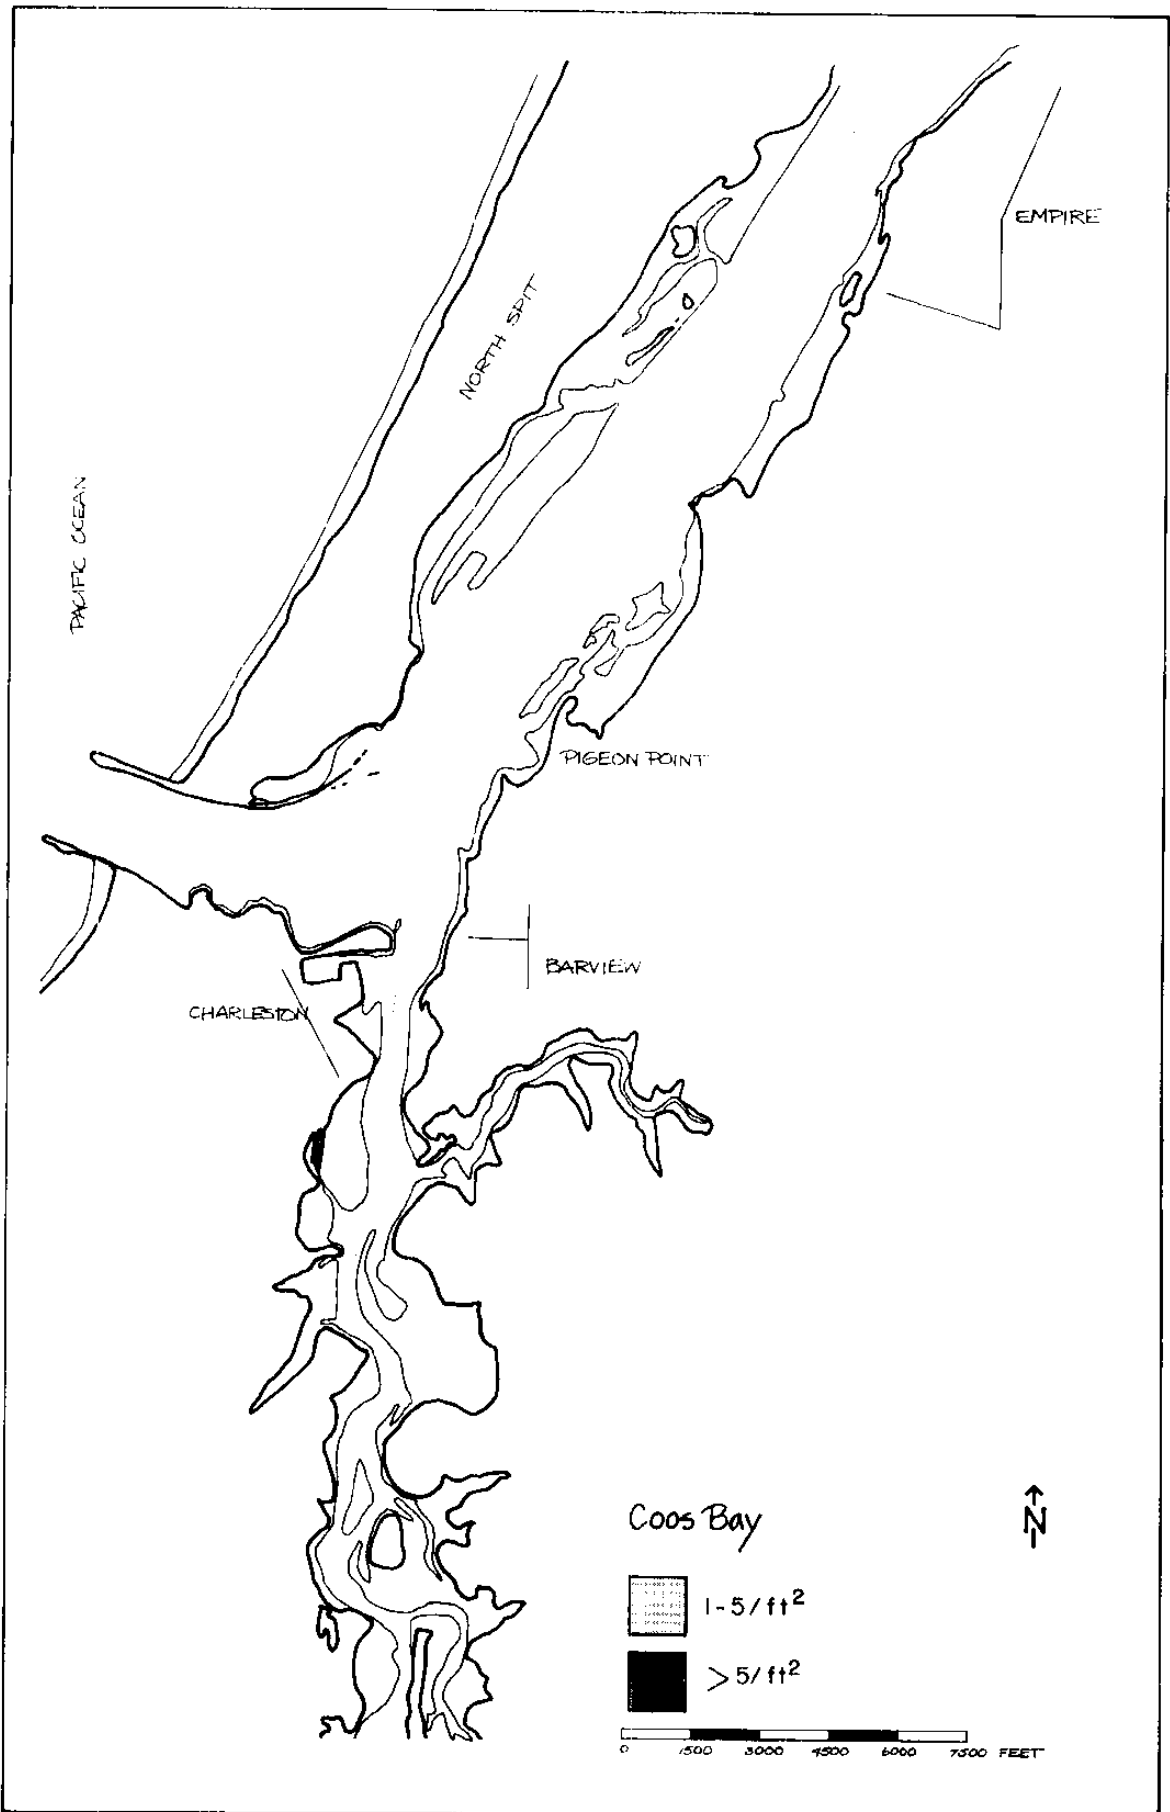 EMPIRE
NORTH SPIT
PACIFIC OCEAN
PIGEON POINT
BARVIEW
CHARLESTON
Coos Bay
N
1-5/ft²
>5/ft²
0 1500 3000 4500 6000 7500 FEET